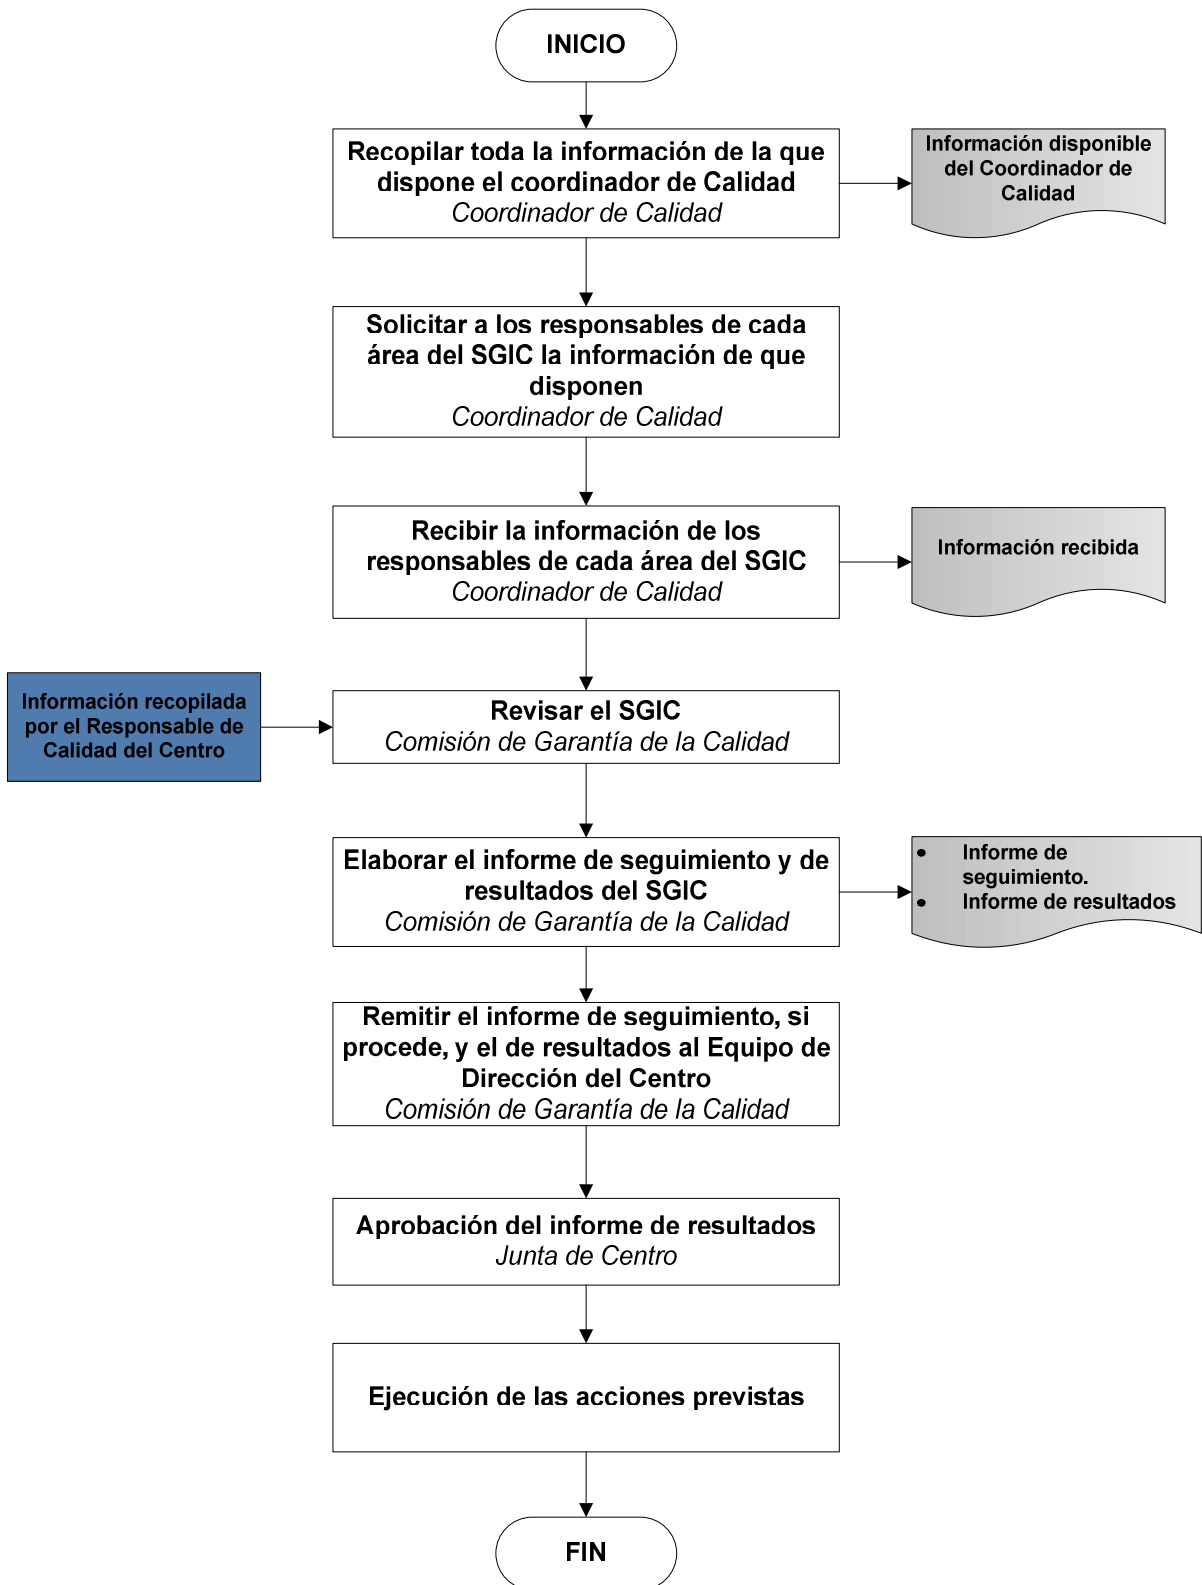 INICIO
Recopilar toda la información de la que
dispone el coordinador de Calidad
Coordinador de Calidad
Información disponible
del Coordinador de
Calidad
Solicitar a los responsables de cada
área del SGIC la información de que
disponen
Coordinador de Calidad
Recibir la información de los
responsables de cada área del SGIC
Coordinador de Calidad
Información recibida
Información recopilada
por el Responsable de
Calidad del Centro
Revisar el SGIC
Comisión de Garantía de la Calidad
Elaborar el informe de seguimiento y de
resultados del SGIC
Comisión de Garantía de la Calidad
• Informe de
seguimiento.
• Informe de resultados
Remitir el informe de seguimiento, si
procede, y el de resultados al Equipo de
Dirección del Centro
Comisión de Garantía de la Calidad
Aprobación del informe de resultados
Junta de Centro
Ejecución de las acciones previstas
FIN